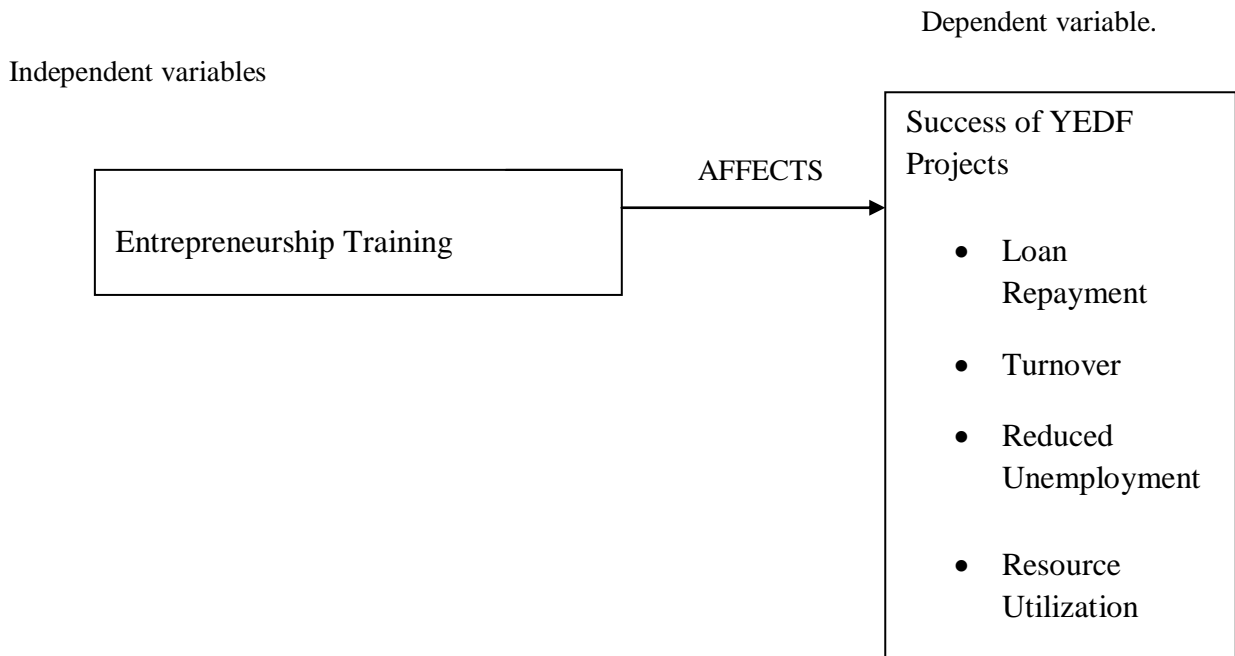 Dependent variable.
Independent variables
Success of YEDF
Projects
AFFECTS
Entrepreneurship Training
• Loan
Repayment
• Turnover
• Reduced
Unemployment
• Resource
Utilization